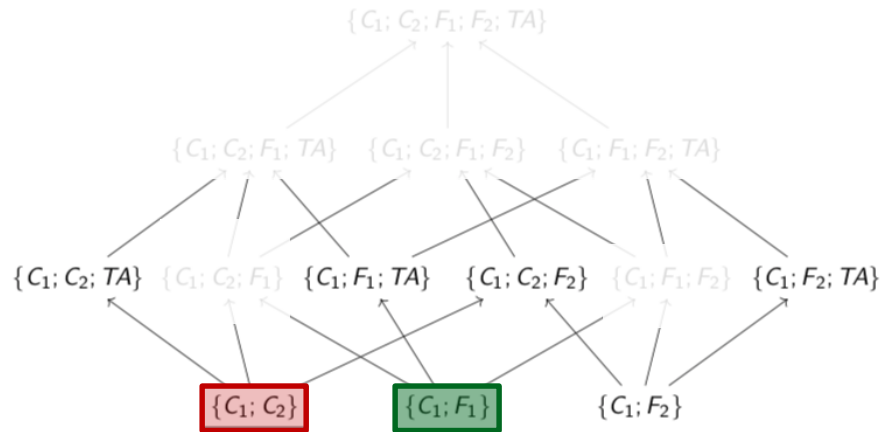 {C₁; C₂; F₁; F₂; TA}
{C₁; C₂; F₁; TA} {C₁; C₂; F₁; F₂} {C₁; F₁; F₂; TA}
{C₁; C₂; TA} {C₁; C₂; F₁} {C₁; F₁; TA} {C₁; C₂; F₂} {C₁; F₁; F₂} {C₁; F₂; TA}
{C₁; C₂} {C₁; F₁} {C₁; F₂}